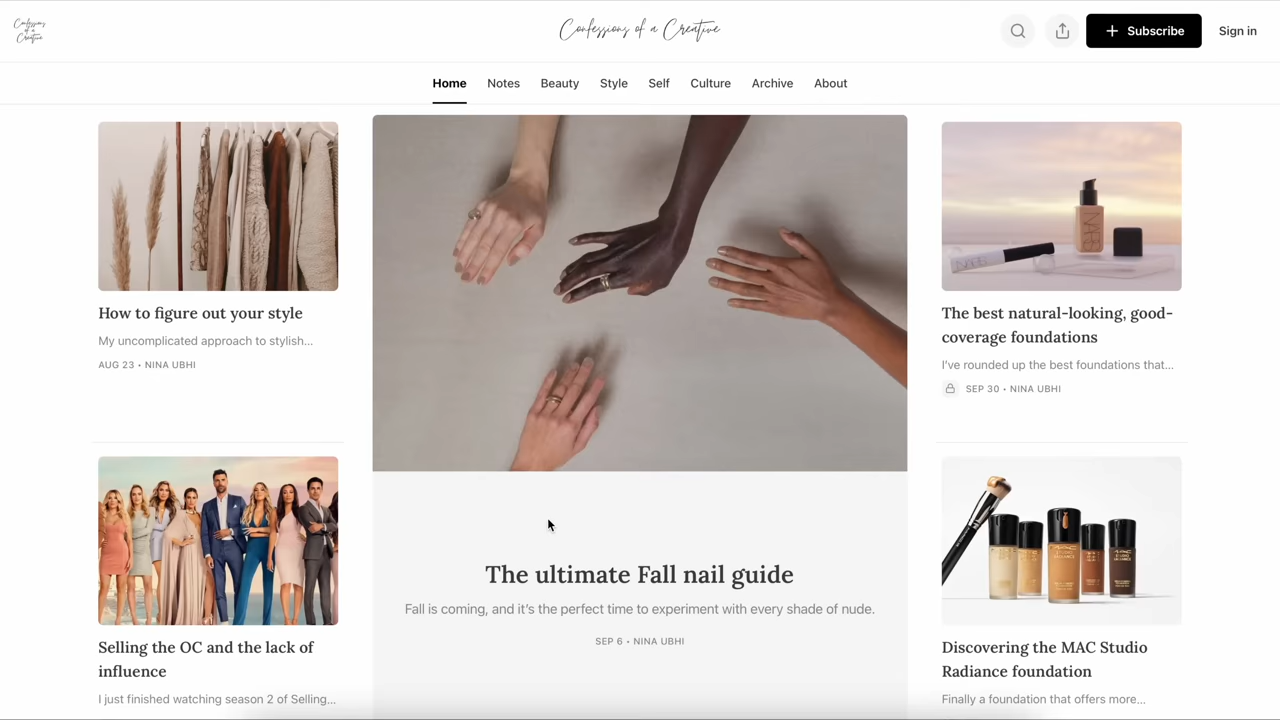 Confessions
of a
Creative
Confessions of a Creative
Subscribe
Sign in
Home
Notes
Beauty
Style
Self
Culture
Archive
About
How to figure out your style
My uncomplicated approach to stylish...
AUG 23 • NINA UBHI
Selling the OC and the lack of
influence
I just finished watching season 2 of Selling...
The ultimate Fall nail guide
Fall is coming, and it's the perfect time to experiment with every shade of nude.
SEP 6 • NINA UBHI
NARS
NARS
The best natural-looking, good-
coverage foundations
I've rounded up the best foundations that...
SEP 30 • NINA UBHI
Discovering the MAC Studio
Radiance foundation
Finally a foundation that offers more...